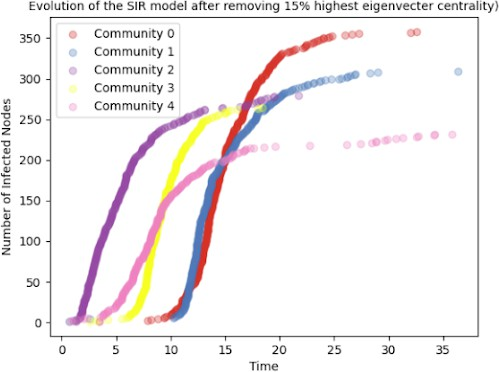 Evolution of the SIR model after removing 15% highest eigenvecter centrality)
Community 0
Community 1
Community 2
Community 3
Community 4
Number of Infected Nodes
350
300
250
200
150
100
50
0
0 5 10 15 20 25 30 35
Time